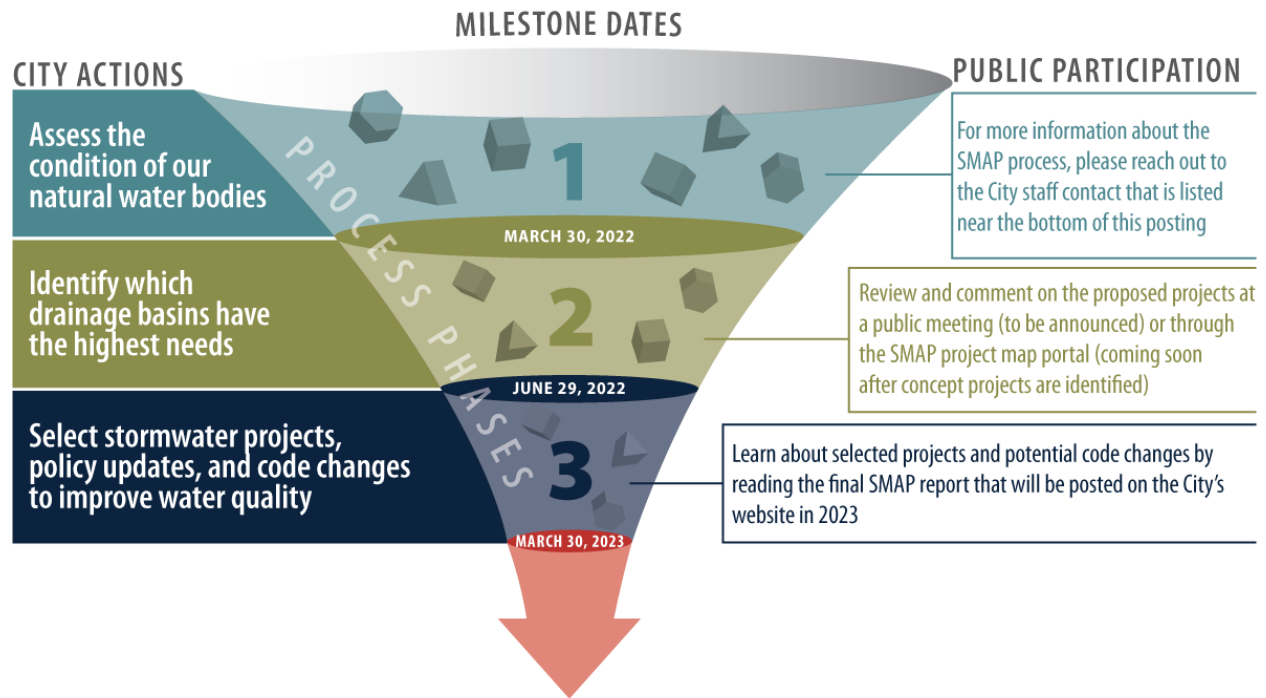 MILESTONE DATES
CITY ACTIONS
PUBLIC PARTICIPATION
PROCESS PHASES
Assess the
condition of our
natural water bodies
1
MARCH 30, 2022
For more information about the
SMAP process, please reach out to
the City staff contact that is listed
near the bottom of this posting
Identify which
drainage basins have
the highest needs
2
JUNE 29, 2022
Review and comment on the proposed projects at
a public meeting (to be announced) or through
the SMAP project map portal (coming soon
after concept projects are identified)
Select stormwater projects,
policy updates, and code changes
to improve water quality
3
MARCH 30, 2023
Learn about selected projects and potential code changes by
reading the final SMAP report that will be posted on the City’s
website in 2023